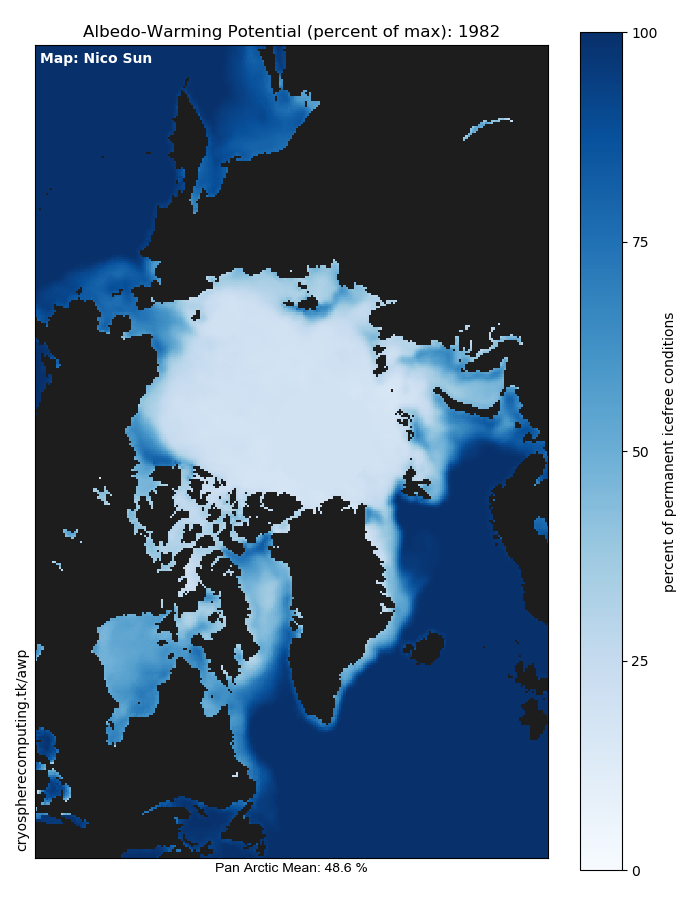 Albedo-Warming Potential (percent of max): 1982
Map: Nico Sun
100
75
50
25
0
percent of permanent icefree conditions
cryospherecomputing.tk/awp
Pan Arctic Mean: 48.6 %